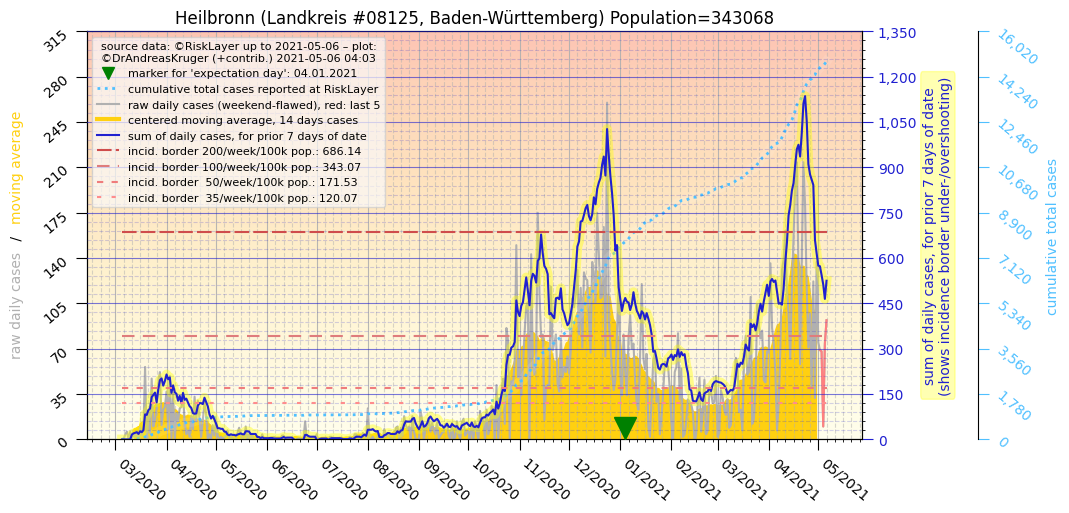 Heilbronn (Landkreis #08125, Baden-Württemberg) Population=343068
source data: ©RiskLayer up to 2021-05-06 – plot:
©DrAndreasKruger (+contrib.) 2021-05-06 04:03
marker for 'expectation day': 04.01.2021
cumulative total cases reported at RiskLayer
raw daily cases (weekend-flawed), red: last 5
centered moving average, 14 days cases
sum of daily cases, for prior 7 days of date
incid. border 200/week/100k pop.: 686.14
incid. border 100/week/100k pop.: 343.07
incid. border  50/week/100k pop.: 171.53
incid. border  35/week/100k pop.: 120.07
raw daily cases / moving average
315
280
245
210
175
140
105
70
35
0
03/2020
04/2020
05/2020
06/2020
07/2020
08/2020
09/2020
10/2020
11/2020
12/2020
01/2021
02/2021
03/2021
04/2021
05/2021
1,350
1,200
1,050
900
750
600
450
300
150
0
sum of daily cases, for prior 7 days of date
(shows incidence border under-/overshooting)
16,020
14,240
12,460
10,680
8,900
7,120
5,340
3,560
1,780
0
cumulative total cases